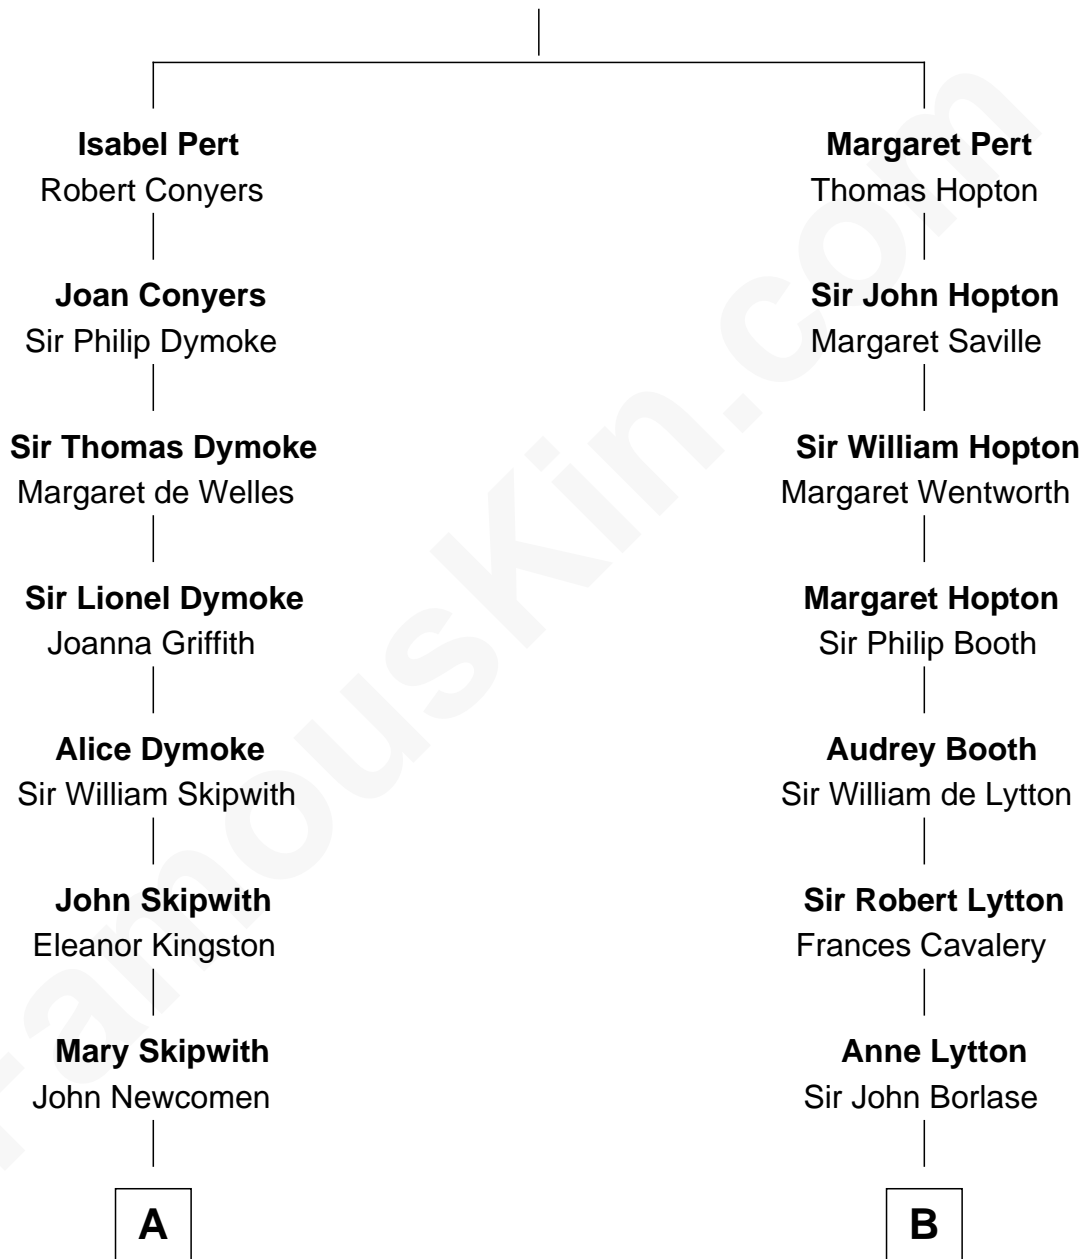 Isabel Pert
Robert Conyers
Joan Conyers
Sir Philip Dymoke
Sir Thomas Dymoke
Margaret de Welles
Sir Lionel Dymoke
Joanna Griffith
Alice Dymoke
Sir William Skipwith
John Skipwith
Eleanor Kingston
Mary Skipwith
John Newcomen
A
Margaret Pert
Thomas Hopton
Sir John Hopton
Margaret Saville
Sir William Hopton
Margaret Wentworth
Margaret Hopton
Sir Philip Booth
Audrey Booth
Sir William de Lytton
Sir Robert Lytton
Frances Cavalery
Anne Lytton
Sir John Borlase
B
FamousKin.com